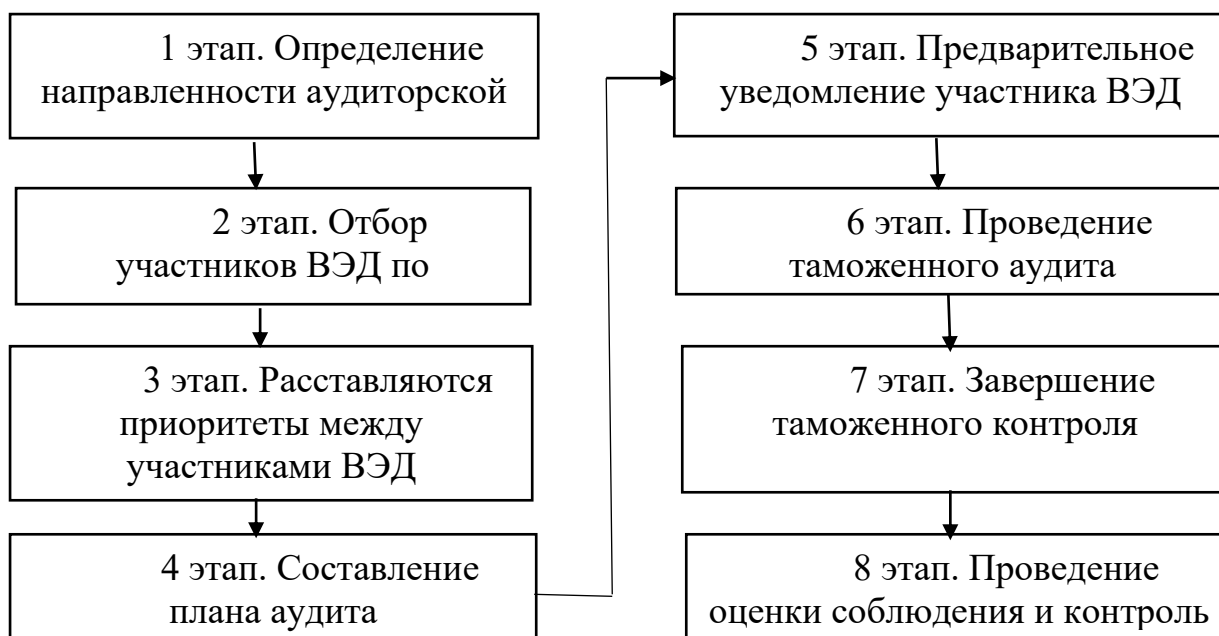 1 этап. Определение
направленности аудиторской
2 этап. Отбор
участников ВЭД по
3 этап. Расставляются
приоритеты между
участниками ВЭД
4 этап. Составление
плана аудита
5 этап. Предварительное
уведомление участника ВЭД
6 этап. Проведение
таможенного аудита
7 этап. Завершение
таможенного контроля
8 этап. Проведение
оценки соблюдения и контроль